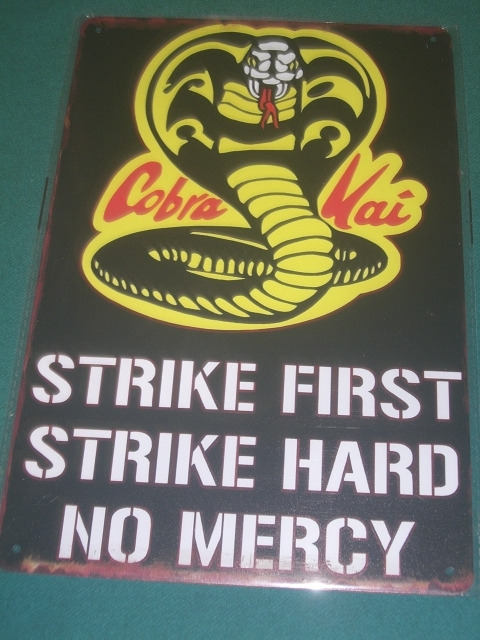 Cobra Kai
STRIKE FIRST
STRIKE HARD
NO MERCY